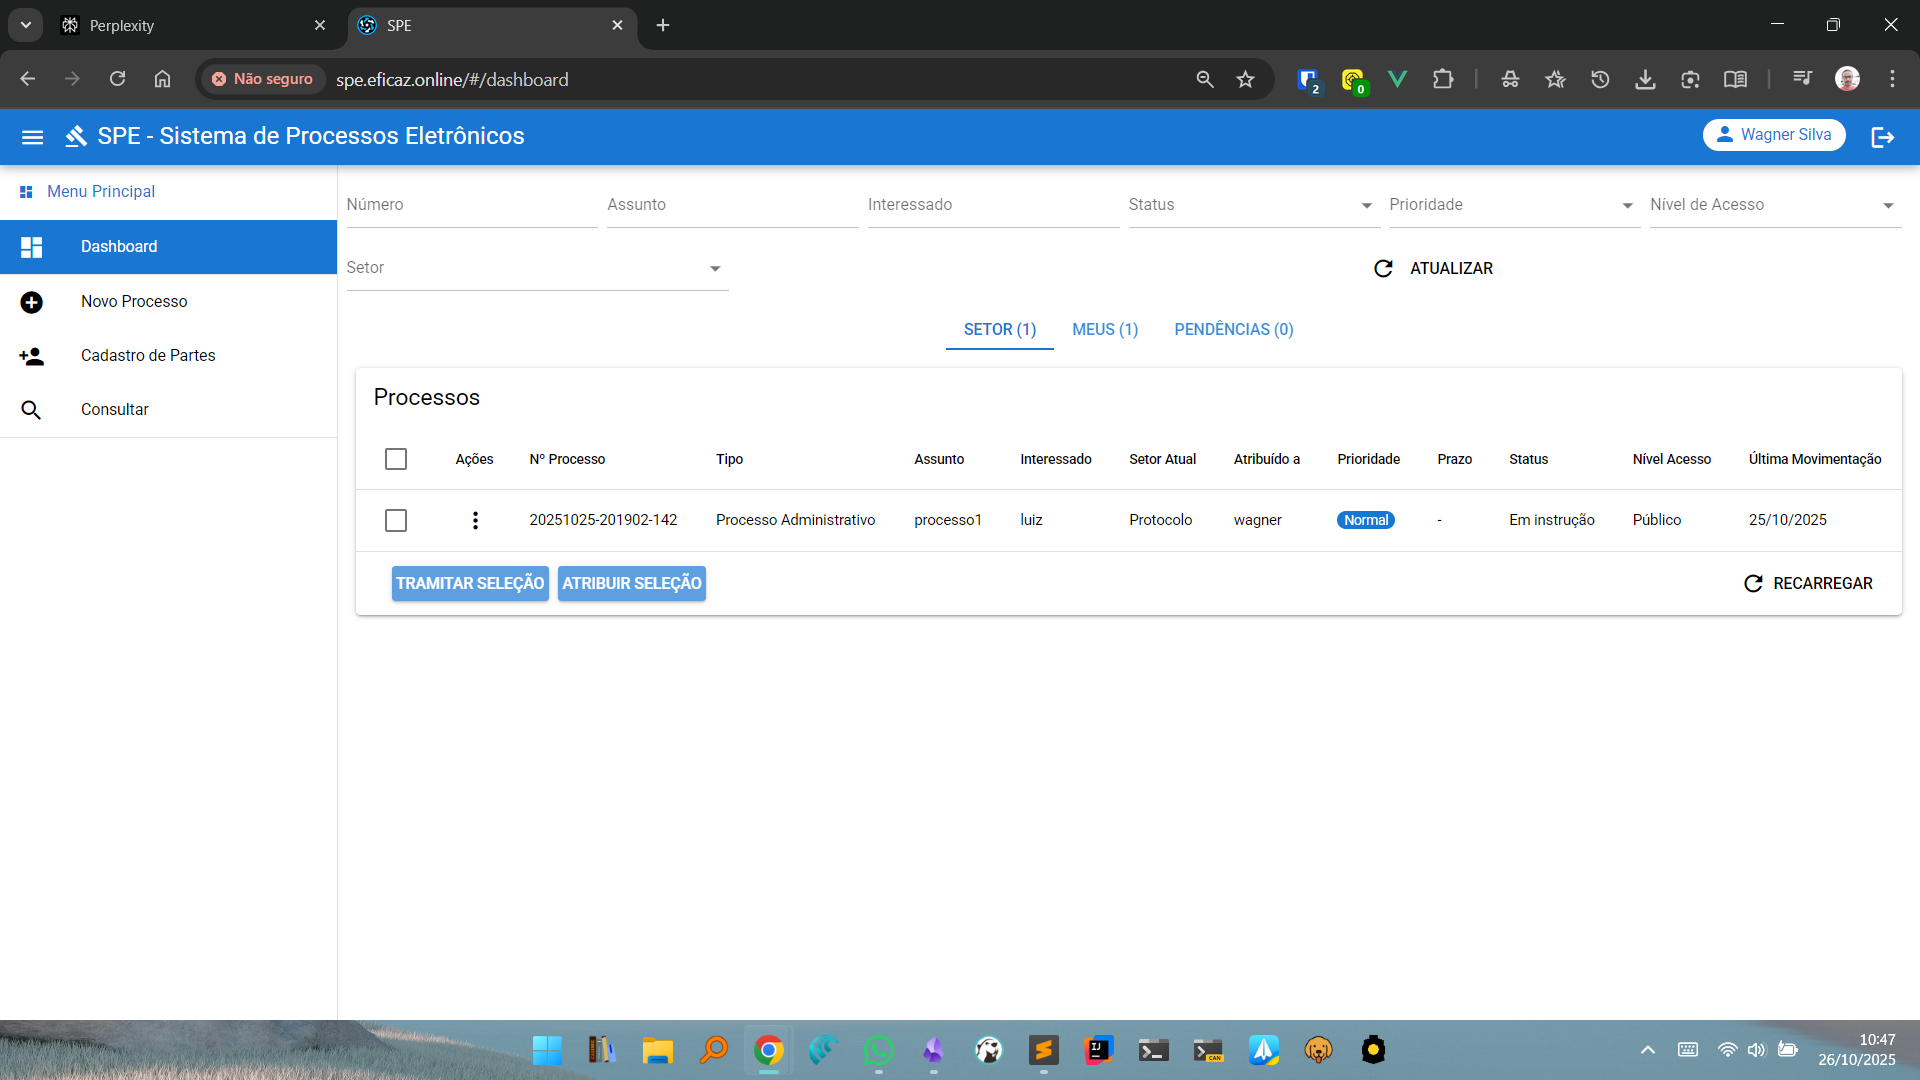 Perplexity
SPE
Não seguro
spe.eficaz.online/#/dashboard
2
0
SPE - Sistema de Processos Eletrônicos
Wagner Silva
Menu Principal
Dashboard
Novo Processo
Cadastro de Partes
Consultar
Número Assunto Interessado Status Prioridade Nível de Acesso
Setor
ATUALIZAR
SETOR (1) MEUS (1) PENDÊNCIAS (0)
Processos
Ações Nº Processo Tipo Assunto Interessado Setor Atual Atribuído a Prioridade Prazo Status Nível Acesso Última Movimentação
20251025-201902-142 Processo Administrativo processo1 luiz Protocolo wagner Normal - Em instrução Público 25/10/2025
TRAMITAR SELEÇÃO ATRIBUIR SELEÇÃO RECARREGAR
IJ
CAN
10:47
26/10/2025